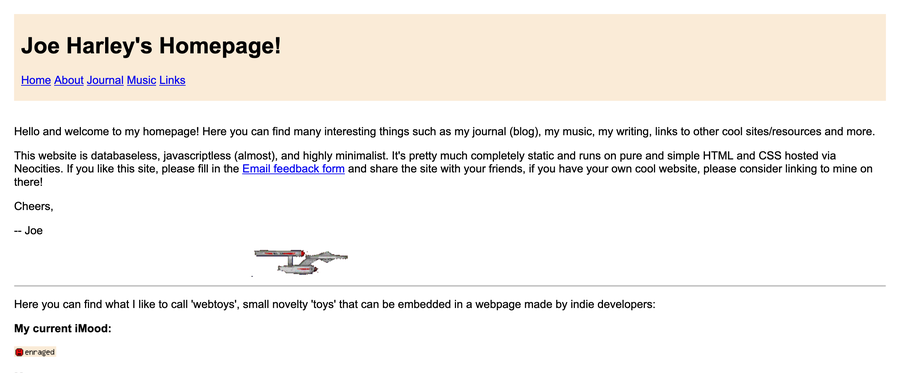 Joe Harley's Homepage!
Home About Journal Music Links
Hello and welcome to my homepage! Here you can find many interesting things such as my journal (blog), my music, my writing, links to other cool sites/resources and more.
This website is databaseless, javascriptless (almost), and highly minimalist. It's pretty much completely static and runs on pure and simple HTML and CSS hosted via
Neocities. If you like this site, please fill in the Email feedback form and share the site with your friends, if you have your own cool website, please consider linking to mine on
there!
Cheers,
-- Joe
Here you can find what I like to call 'webtoys', small novelty 'toys' that can be embedded in a webpage made by indie developers:
My current iMood:
enraged